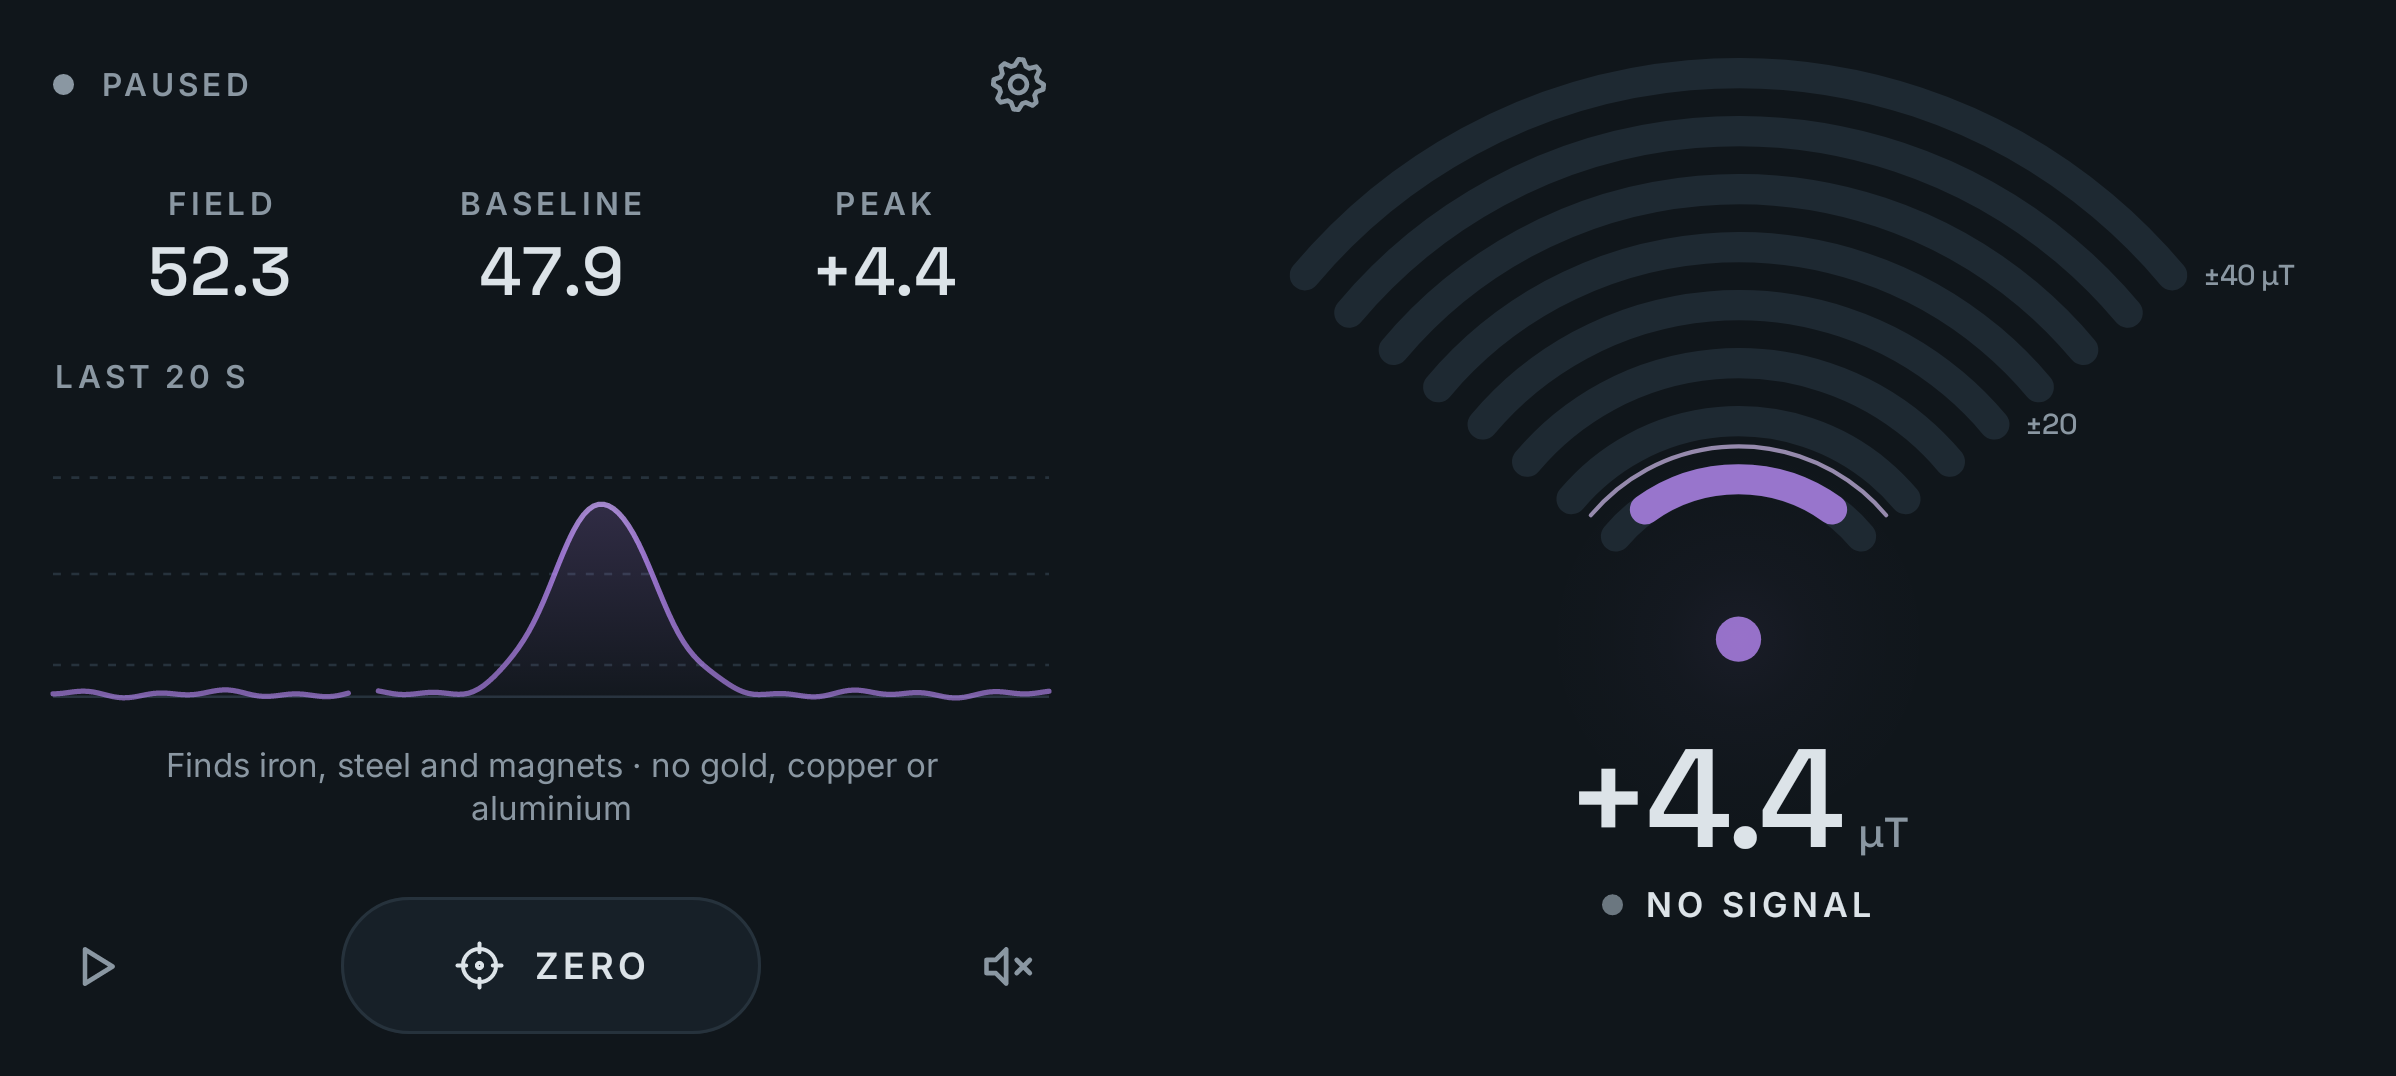 PAUSED
FIELD
BASELINE
PEAK
52.3
47.9
+4.4
LAST 20 S
Finds iron, steel and magnets · no gold, copper or
aluminium
ZERO
±40 µT
±20
+4.4 µT
NO SIGNAL